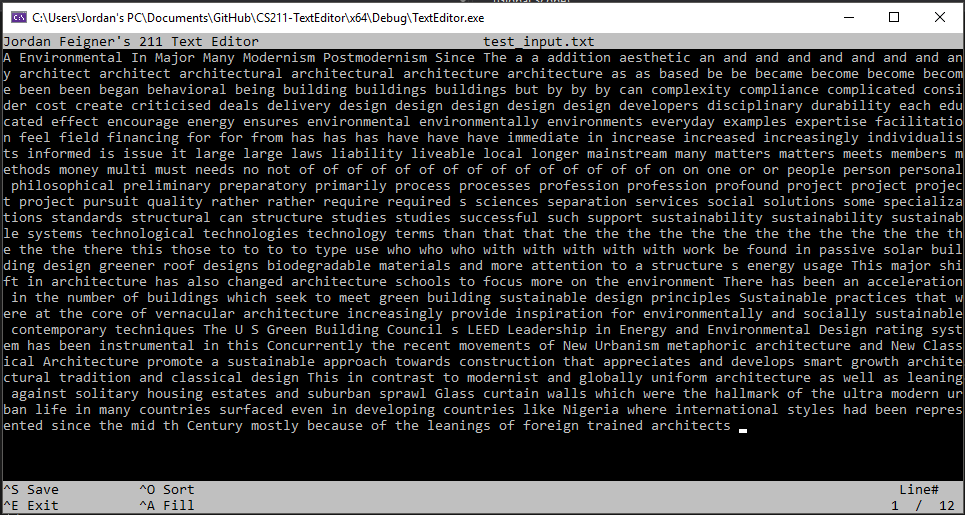 C:\Users\Jordan's PC\Documents\GitHub\CS211-TextEditor\x64\Debug\TextEditor.exe
Jordan Feigner's 211 Text Editor test_input.txt
A Environmental In Major Many Modernism Postmodernism Since The a a addition aesthetic an and and and and and and and an
y architect architect architectural architectural architecture architecture as as based be be became become become becom
e been been began behavioral being building buildings buildings but by by by can complexity compliance complicated consi
der cost create criticised deals delivery design design design design design developers disciplinary durability each edu
cated effect encourage energy ensures environmental environmentally environments everyday examples expertise facilitatio
n feel field financing for for from has has has have have have immediate in increase increased increasingly individualis
ts informed is issue it large large laws liability liveable local longer mainstream many matters matters meets members m
ethods money multi must needs no not of of of of of of of of of of of of of of of on on one or or people person personal
 philosophical preliminary preparatory primarily process processes profession profession profound project project projec
t project pursuit quality rather rather require required s sciences separation services social solutions some specializa
tions standards structural can structure studies studies successful such support sustainability sustainability sustainab
le systems technological technologies technology terms than that that the the the the the the the the the the the the th
e the the there this those to to to to type use who who who with with with with with work be found in passive solar buil
ding design greener roof designs biodegradable materials and more attention to a structure s energy usage This major shi
ft in architecture has also changed architecture schools to focus more on the environment There has been an acceleration
 in the number of buildings which seek to meet green building sustainable design principles Sustainable practices that w
ere at the core of vernacular architecture increasingly provide inspiration for environmentally and socially sustainable
 contemporary techniques The U S Green Building Council s LEED Leadership in Energy and Environmental Design rating syst
em has been instrumental in this Concurrently the recent movements of New Urbanism metaphoric architecture and New Class
ical Architecture promote a sustainable approach towards construction that appreciates and develops smart growth archite
ctural tradition and classical design This in contrast to modernist and globally uniform architecture as well as leaning
 against solitary housing estates and suburban sprawl Glass curtain walls which were the hallmark of the ultra modern ur
ban life in many countries surfaced even in developing countries like Nigeria where international styles had been repres
ented since the mid th Century mostly because of the leanings of foreign trained architects
^S Save ^O Sort Line#
^E Exit ^A Fill 1 / 12